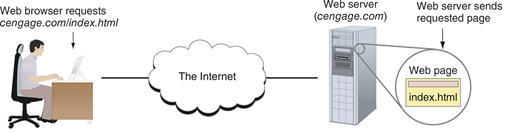 Web browser requests
cengage.com/index.html
The Internet
Web server
(cengage.com)
Web server sends
requested page
Web page
index.html